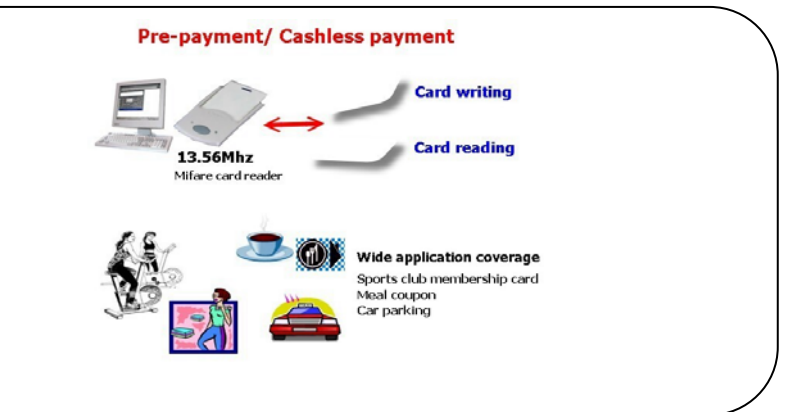 Pre-payment/ Cashless payment
Card writing
Card reading
13.56Mhz
Mifare card reader
Wide application coverage
Sports club membership card
Meal coupon
Car parking